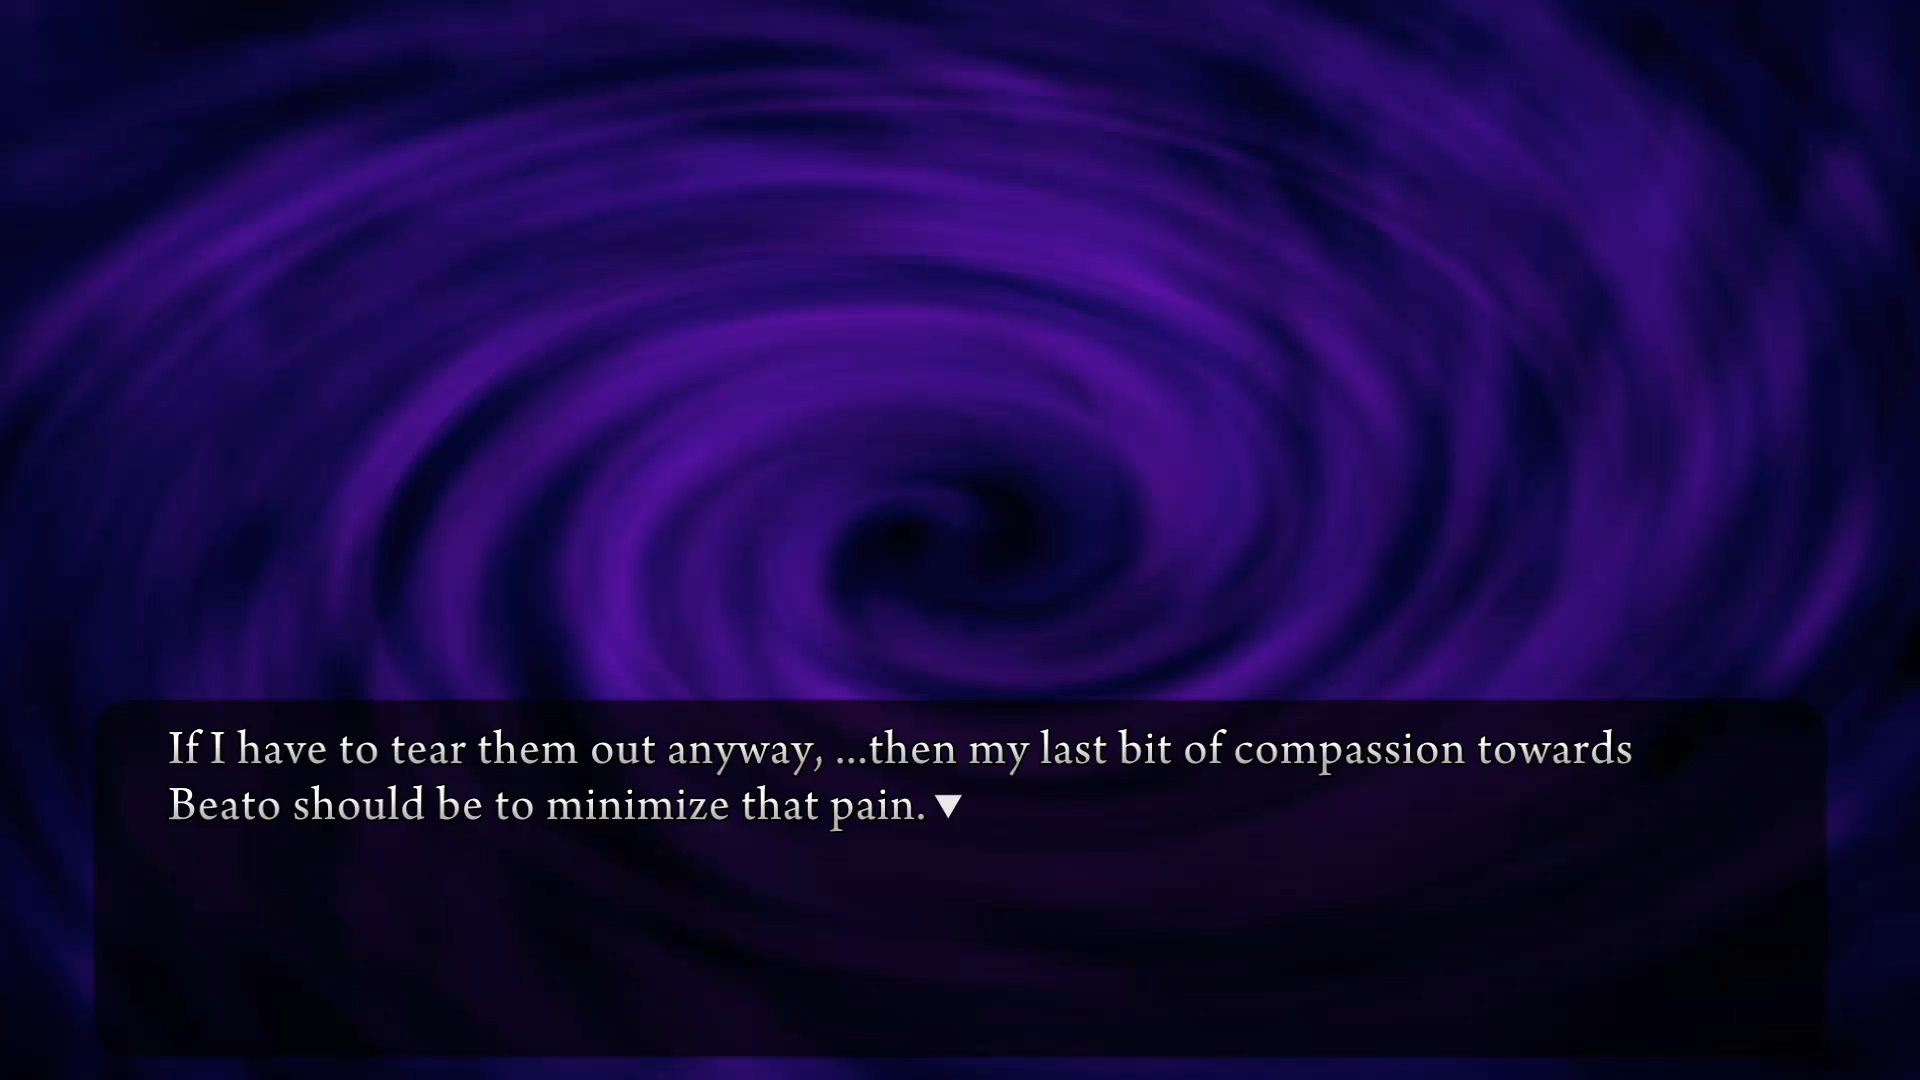 If I have to tear them out anyway, ...then my last bit of compassion towards
Beato should be to minimize that pain.